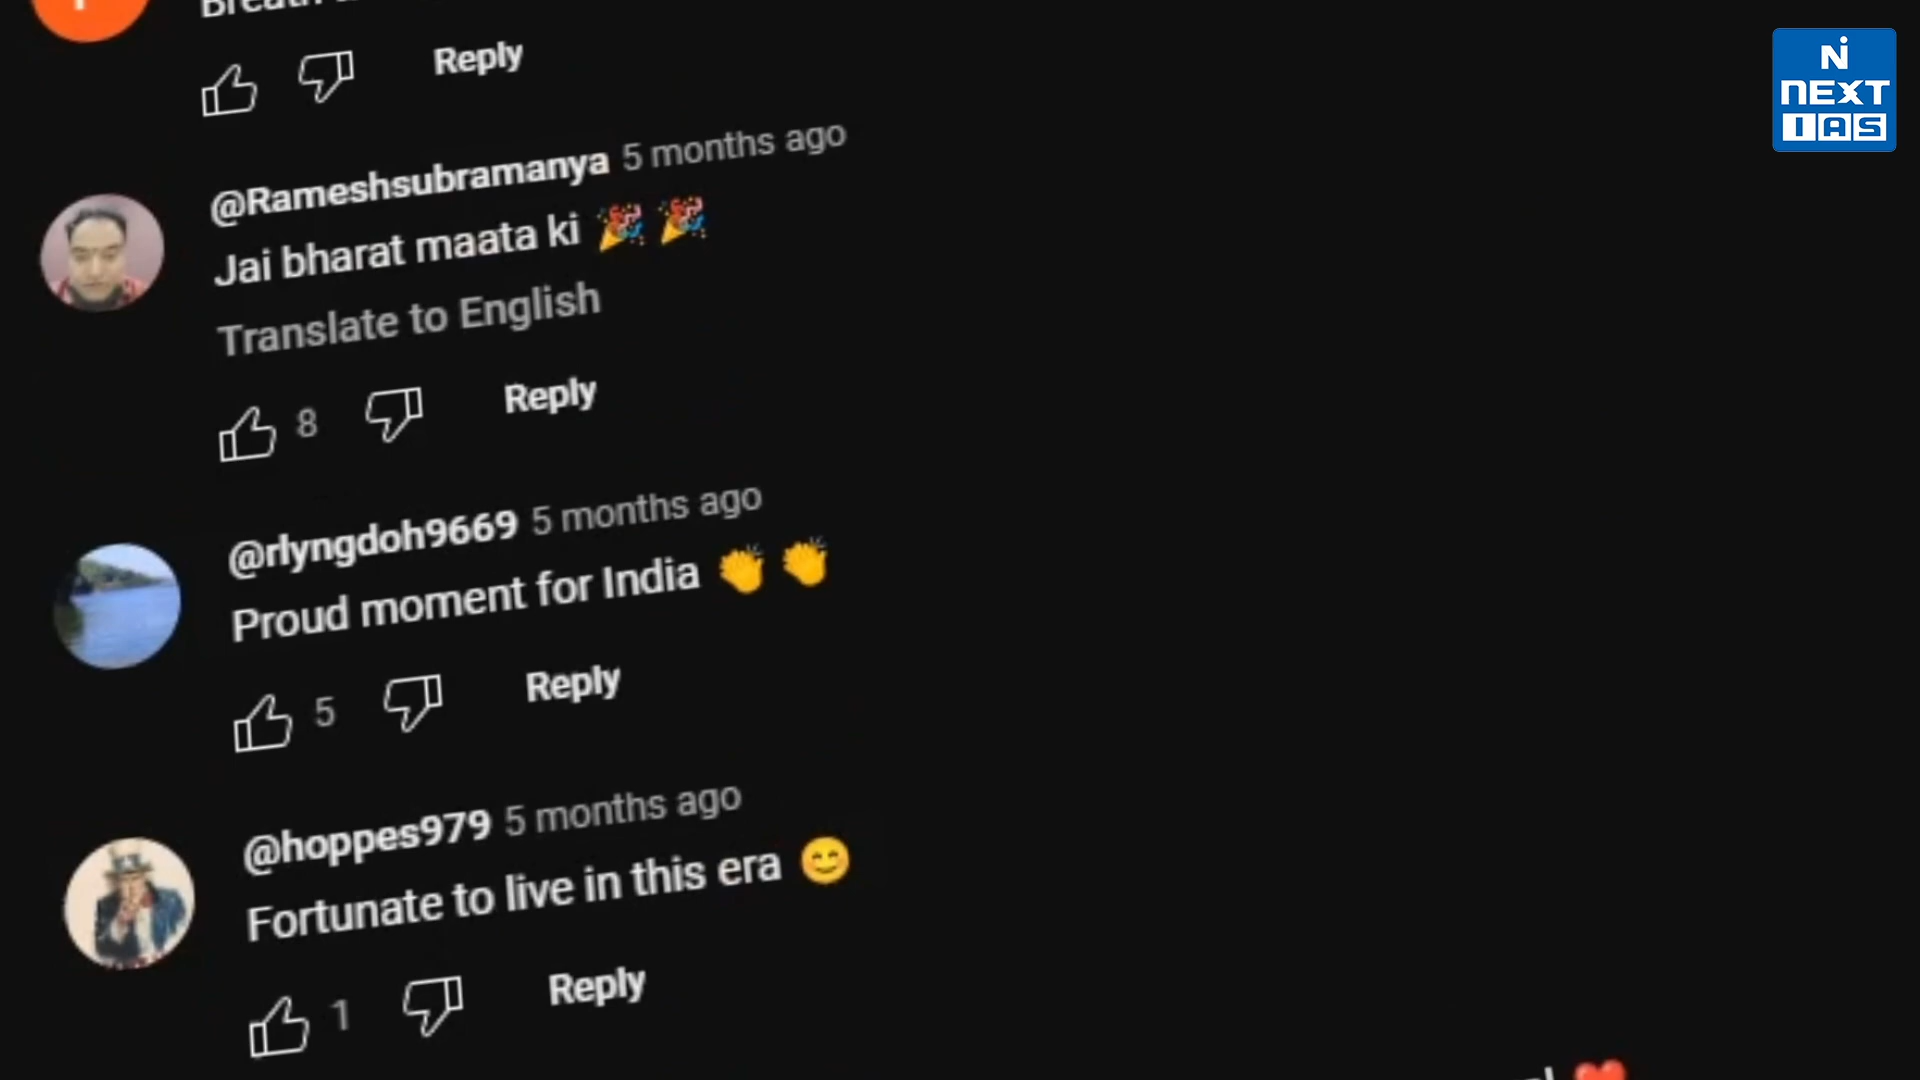 Reply
@Rameshsubramanya 5 months ago
Jai bharat maata ki 🎉 🎉
Translate to English
8 Reply
@rlyngdoh9669 5 months ago
Proud moment for India 👏 👏
5 Reply
@hoppes979 5 months ago
Fortunate to live in this era 😊
1 Reply
N
NEXT
IAS